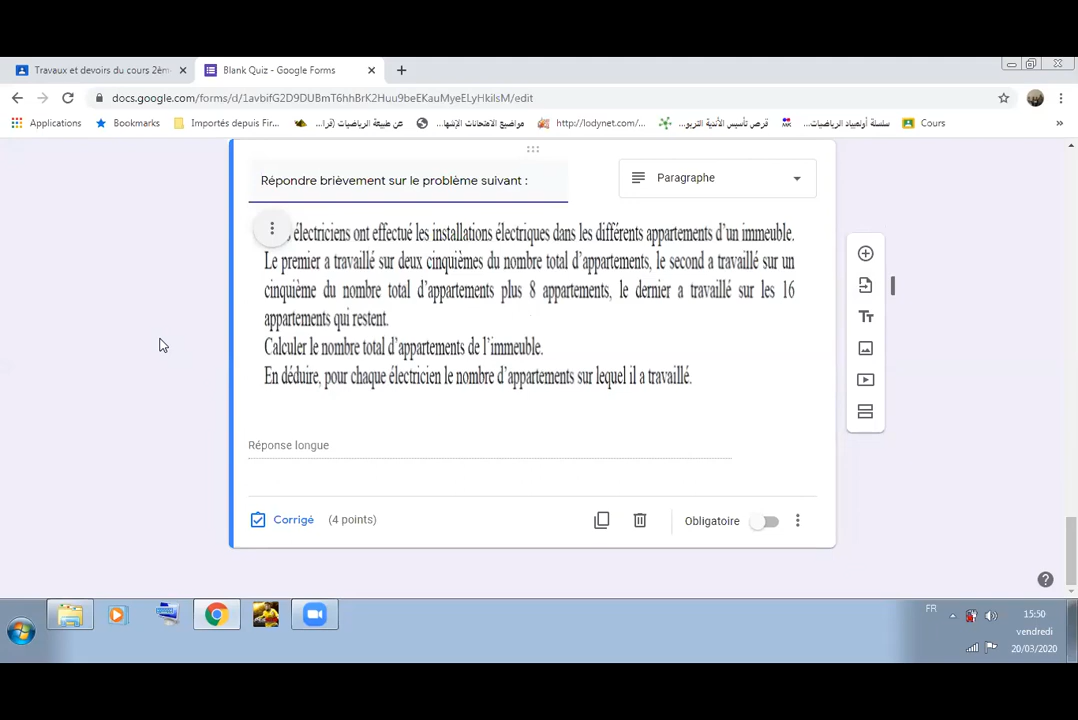 Travaux et devoirs du cours 2èm
Blank Quiz - Google Forms
docs.google.com/forms/d/1avbifG2D9DUBmT6hhBrK2Huu9beEKauMyeELyHkiIsM/edit
Applications
Bookmarks
Importés depuis Fir...
عن طبيعة الرياضيات (قرا...
مواضيع الامتحانات الإشها...
http://lodynet.com/...
قرص تأسيس الأندية التربو...
سلسلة أولمبياد الرياضيات...
Cours
»
Répondre brièvement sur le problème suivant :
Paragraphe
électriciens ont effectué les installations électriques dans les différents appartements d'un immeuble.
Le premier a travaillé sur deux cinquièmes du nombre total d'appartements, le second a travaillé sur un
cinquième du nombre total d'appartements plus 8 appartements, le dernier a travaillé sur les 16
appartements qui restent.
Calculer le nombre total d'appartements de l'immeuble.
En déduire, pour chaque électricien le nombre d'appartements sur lequel il a travaillé.
Réponse longue
Corrigé
(4 points)
Obligatoire
FR
15:50
vendredi
20/03/2020